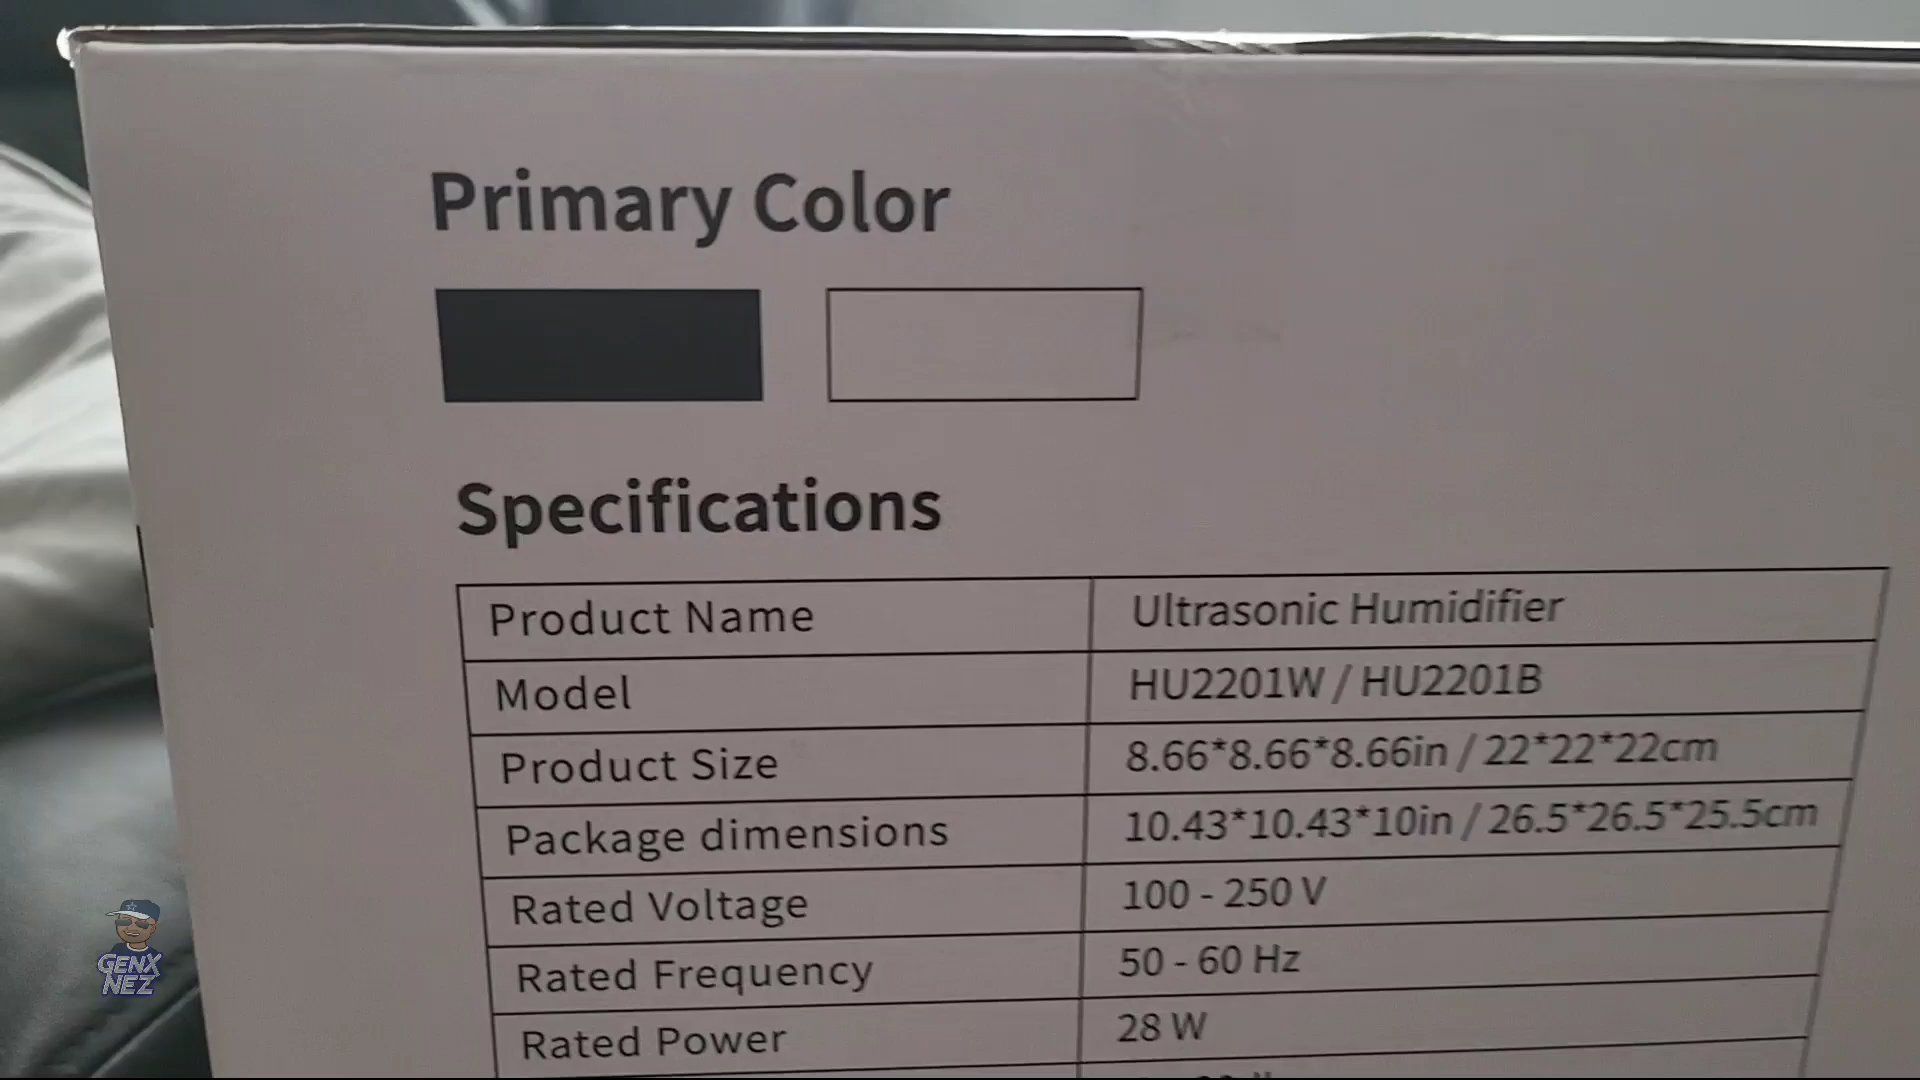 Primary Color
Specifications
Product Name Ultrasonic Humidifier
Model HU2201W / HU2201B
Product Size 8.66*8.66*8.66in / 22*22*22cm
Package dimensions 10.43*10.43*10in / 26.5*26.5*25.5cm
Rated Voltage 100 - 250 V
Rated Frequency 50 - 60 Hz
Rated Power 28 W
GENX
NEZ